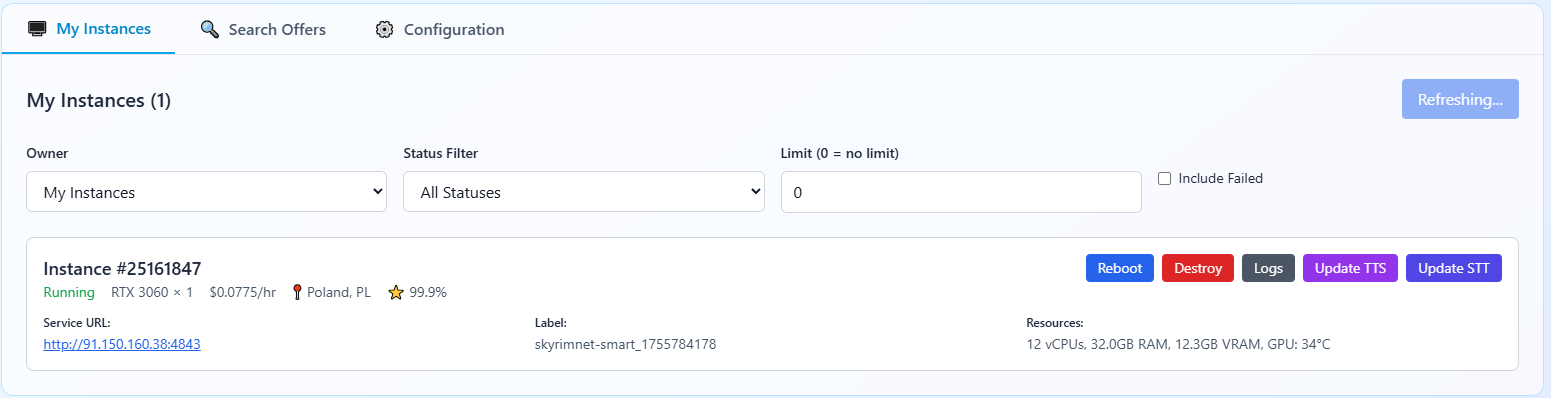 My Instances Search Offers Configuration
My Instances (1) Refreshing...
Owner Status Filter Limit (0 = no limit)
My Instances All Statuses 0 Include Failed
Instance #25161847 Reboot Destroy Logs Update TTS Update STT
Running RTX 3060 × 1 $0.0775/hr Poland, PL 99.9%
Service URL: Label: Resources:
http://91.150.160.38:4843 skyrimnet-smart_1755784178 12 vCPUs, 32.0GB RAM, 12.3GB VRAM, GPU: 34°C